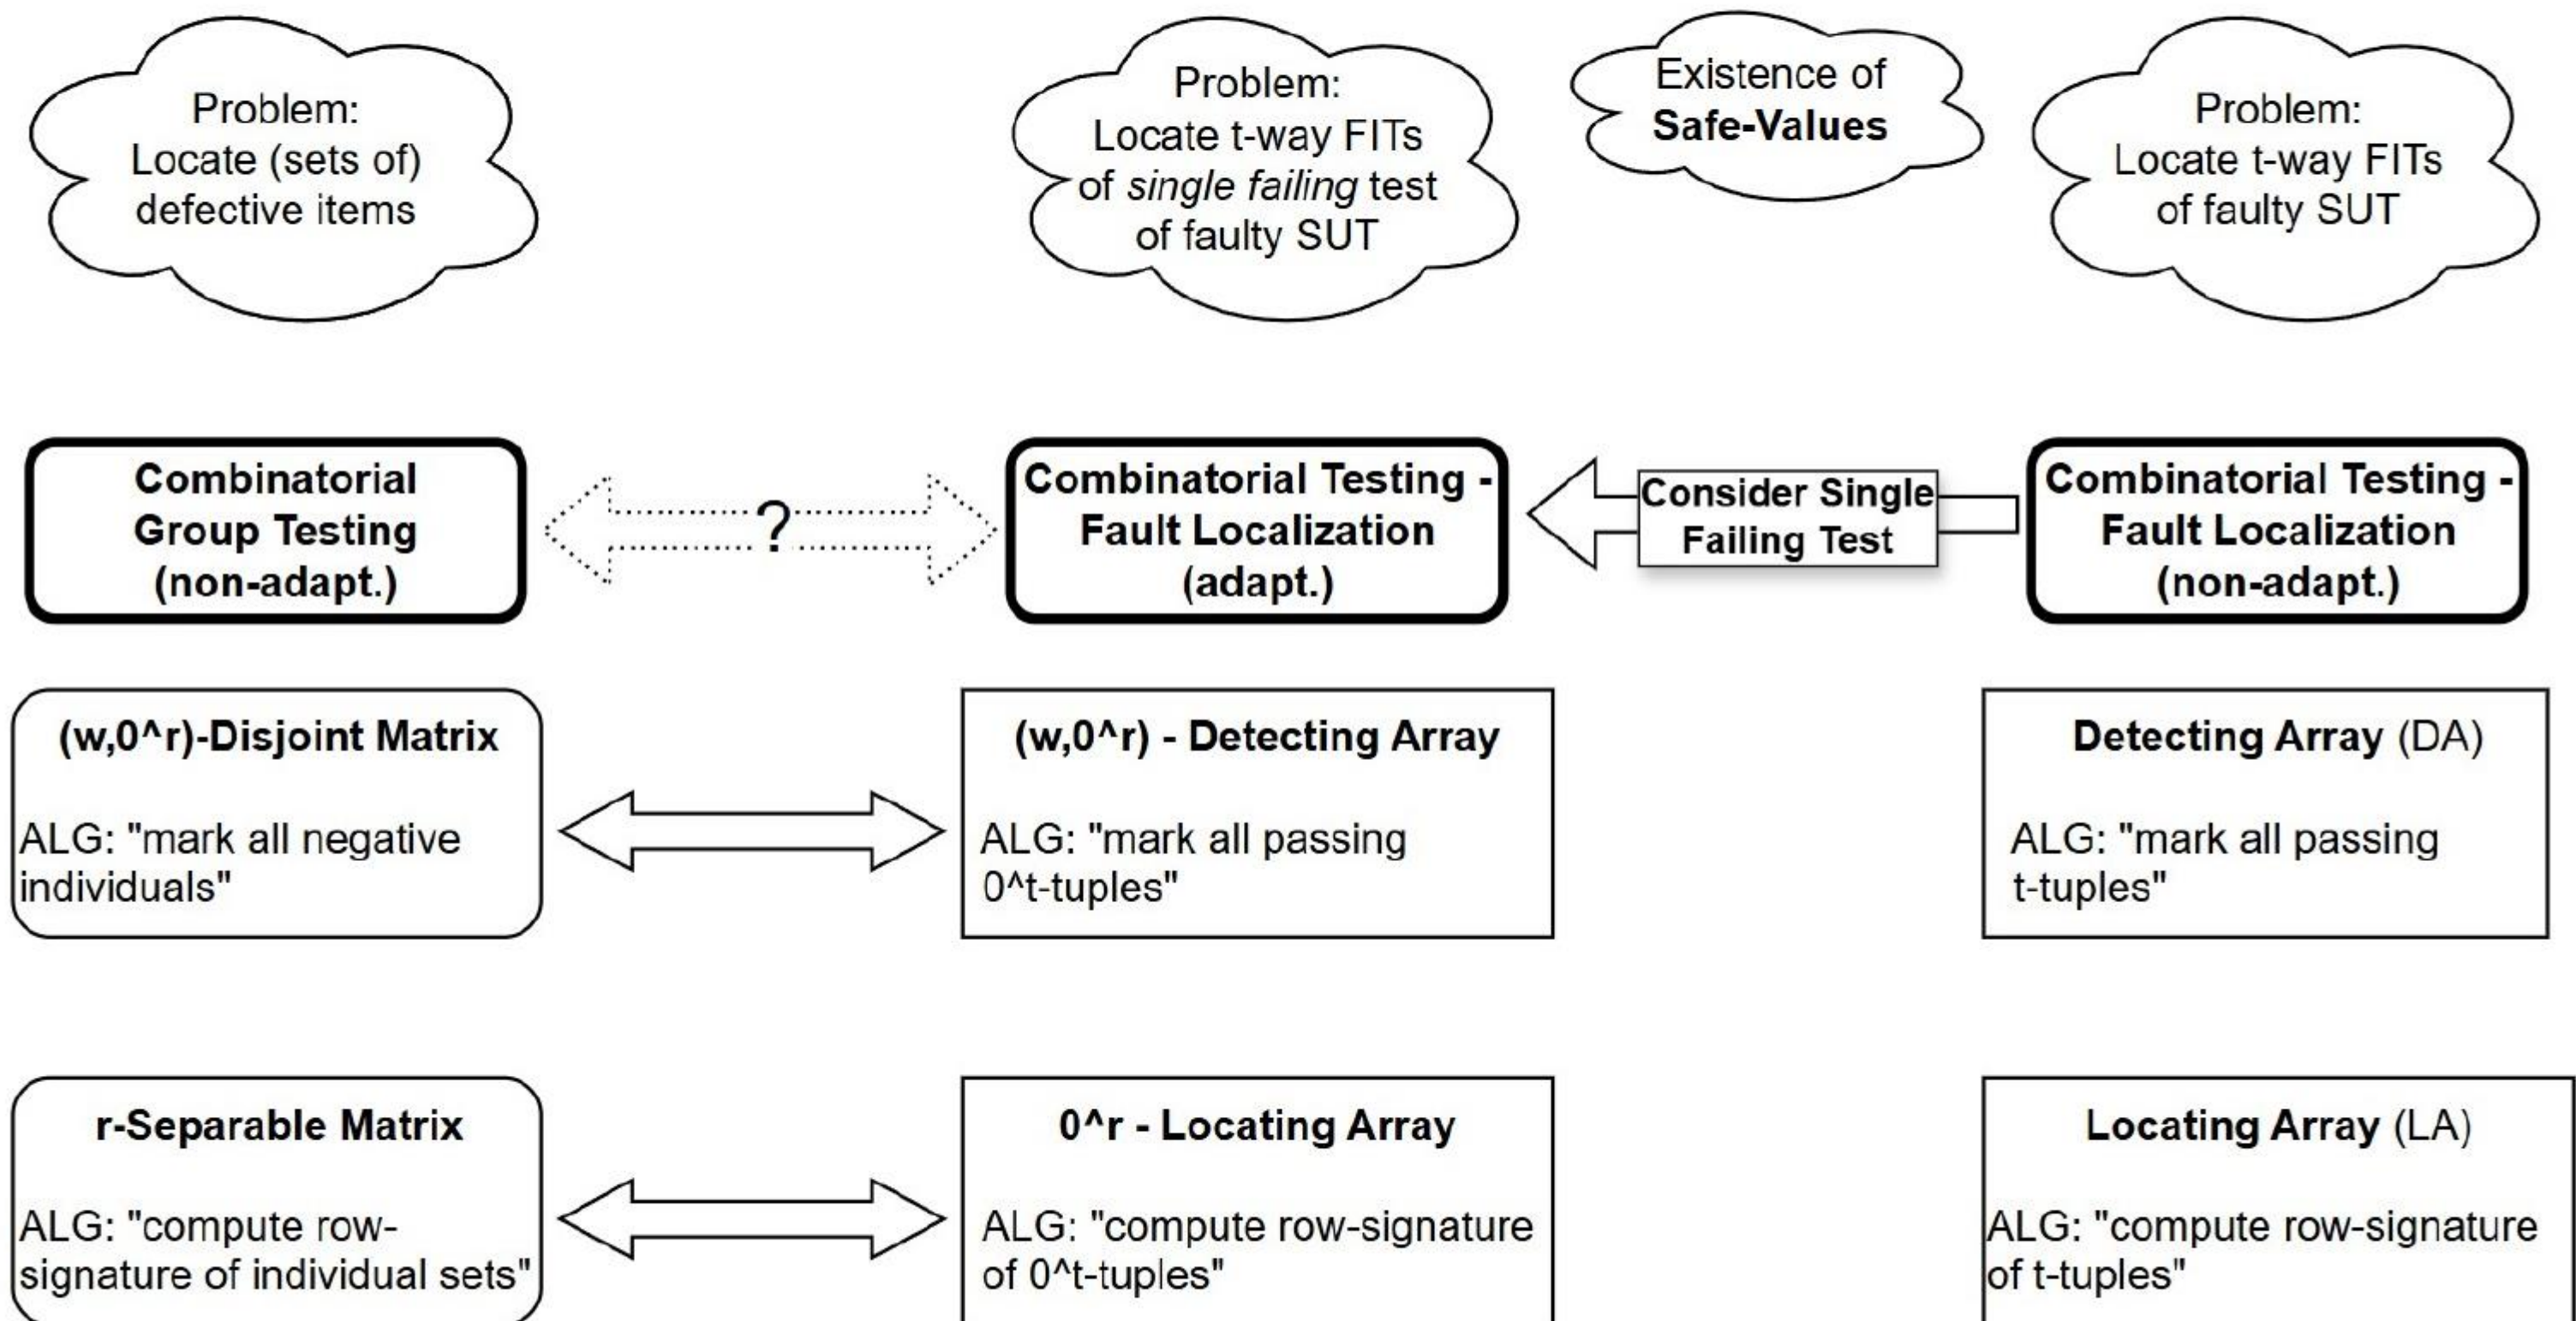 Problem:
Locate (sets of)
defective items
Problem:
Locate t-way FITs
of single failing test
of faulty SUT
Existence of
Safe-Values
Problem:
Locate t-way FITs
of faulty SUT
Combinatorial
Group Testing
(non-adapt.)
?
Combinatorial Testing -
Fault Localization
(adapt.)
Consider Single
Failing Test
Combinatorial Testing -
Fault Localization
(non-adapt.)
(w,0^r)-Disjoint Matrix
ALG: "mark all negative
individuals"
(w,0^r) - Detecting Array
ALG: "mark all passing
0^t-tuples"
Detecting Array (DA)
ALG: "mark all passing
t-tuples"
r-Separable Matrix
ALG: "compute row-
signature of individual sets"
0^r - Locating Array
ALG: "compute row-signature
of 0^t-tuples"
Locating Array (LA)
ALG: "compute row-signature
of t-tuples"